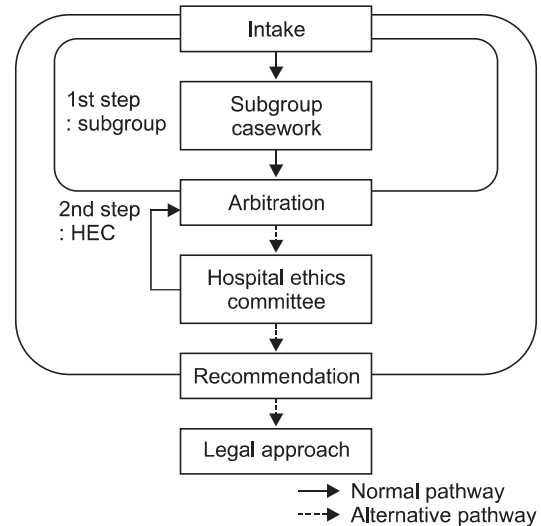 Intake
1st step
: subgroup
Subgroup
casework
Arbitration
2nd step
: HEC
Hospital ethics
committee
Recommendation
Legal approach
Normal pathway
Alternative pathway